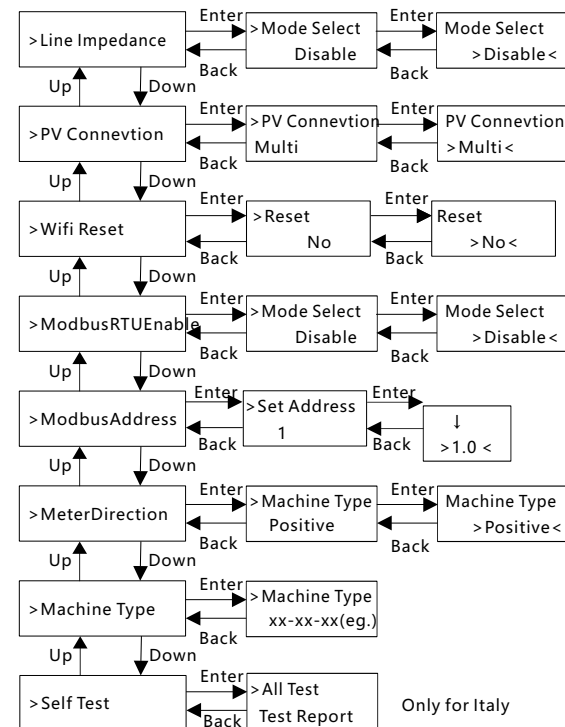 >Line Impedance
Enter
Back
>Mode Select
Disable
Enter
Back
Mode Select
>Disable<
Up
Down
>PV Connevtion
Enter
Back
>PV Connevtion
Multi
Enter
Back
PV Connevtion
>Multi<
Up
Down
>Wifi Reset
Enter
Back
>Reset
No
Enter
Back
Reset
>No<
Up
Down
>ModbusRTUEnable
Enter
Back
>Mode Select
Disable
Enter
Back
Mode Select
>Disable<
Up
Down
>ModbusAddress
Enter
Back
>Set Address
1
Enter
Back
↓
>1.0 <
Up
Down
>MeterDirection
Enter
Back
>Machine Type
Positive
Enter
Back
Machine Type
>Positive<
Up
Down
>Machine Type
Enter
Back
>Machine Type
xx-xx-xx(eg.)
Up
Down
>Self Test
Enter
Back
>All Test
Test Report
Only for Italy